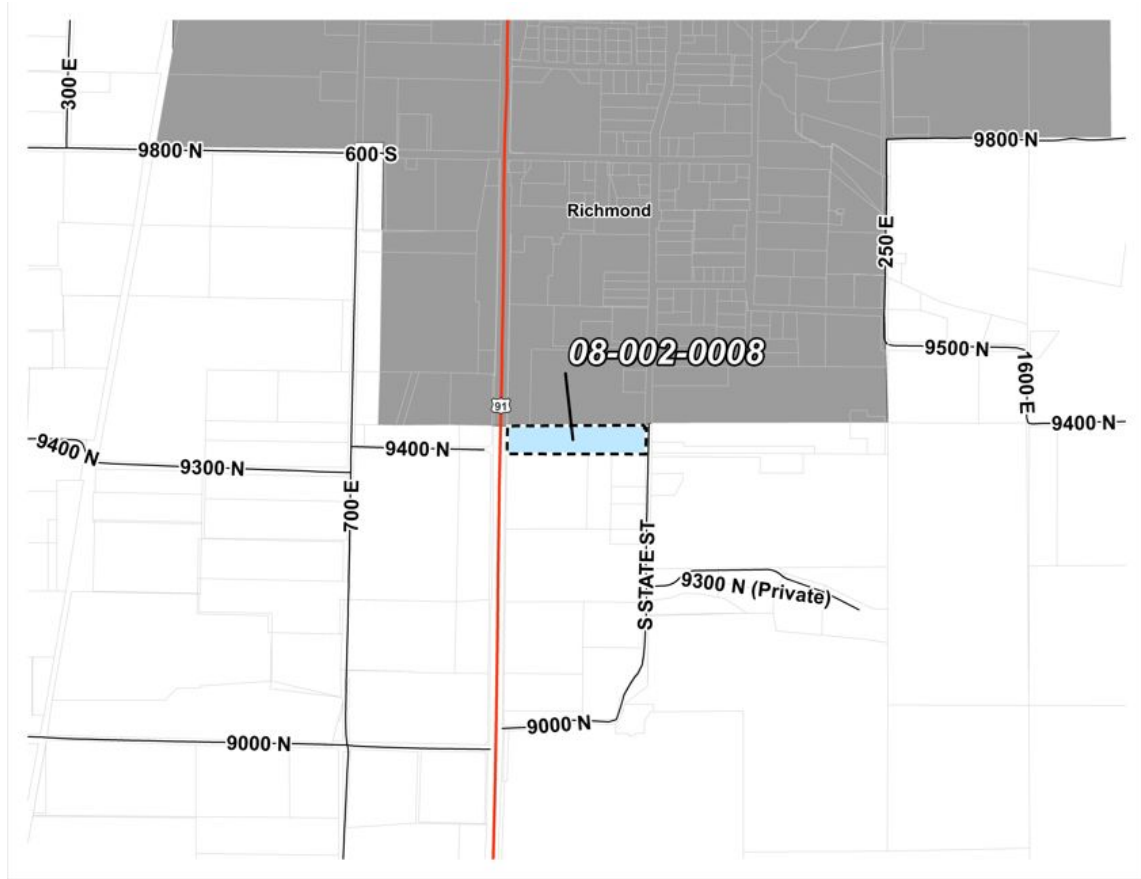 300 E
9800 N
600 S
9800 N
Richmond
250 E
08-002-0008
9500 N
1600 E
91
9400 N
9400 N
9400 N
9300 N
700 E
S STATE ST
9300 N (Private)
9000 N
9000 N